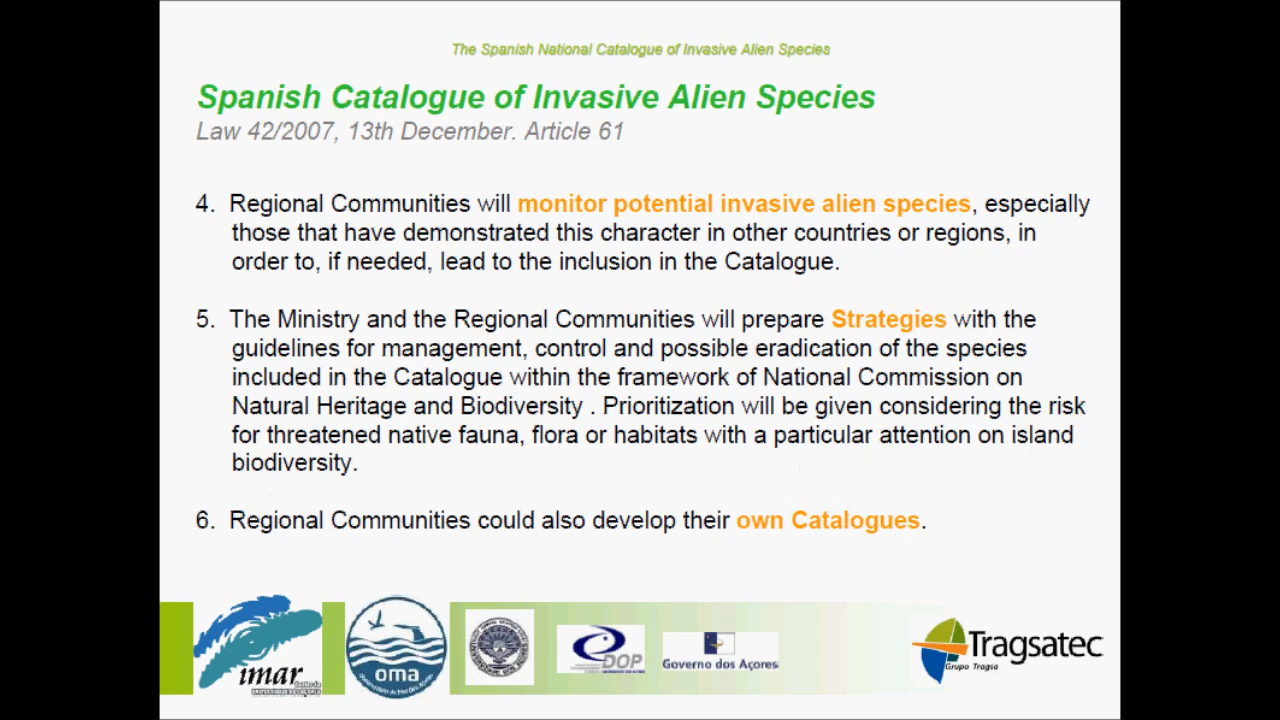 The Spanish National Catalogue of Invasive Alien Species
Spanish Catalogue of Invasive Alien Species
Law 42/2007, 13th December. Article 61
4. Regional Communities will monitor potential invasive alien species, especially
those that have demonstrated this character in other countries or regions, in
order to, if needed, lead to the inclusion in the Catalogue.
5. The Ministry and the Regional Communities will prepare Strategies with the
guidelines for management, control and possible eradication of the species
included in the Catalogue within the framework of National Commission on
Natural Heritage and Biodiversity . Prioritization will be given considering the risk
for threatened native fauna, flora or habitats with a particular attention on island
biodiversity.
6. Regional Communities could also develop their own Catalogues.
imar
oma
DOP
Governo dos Açores
Tragsatec
Grupo Tragsa